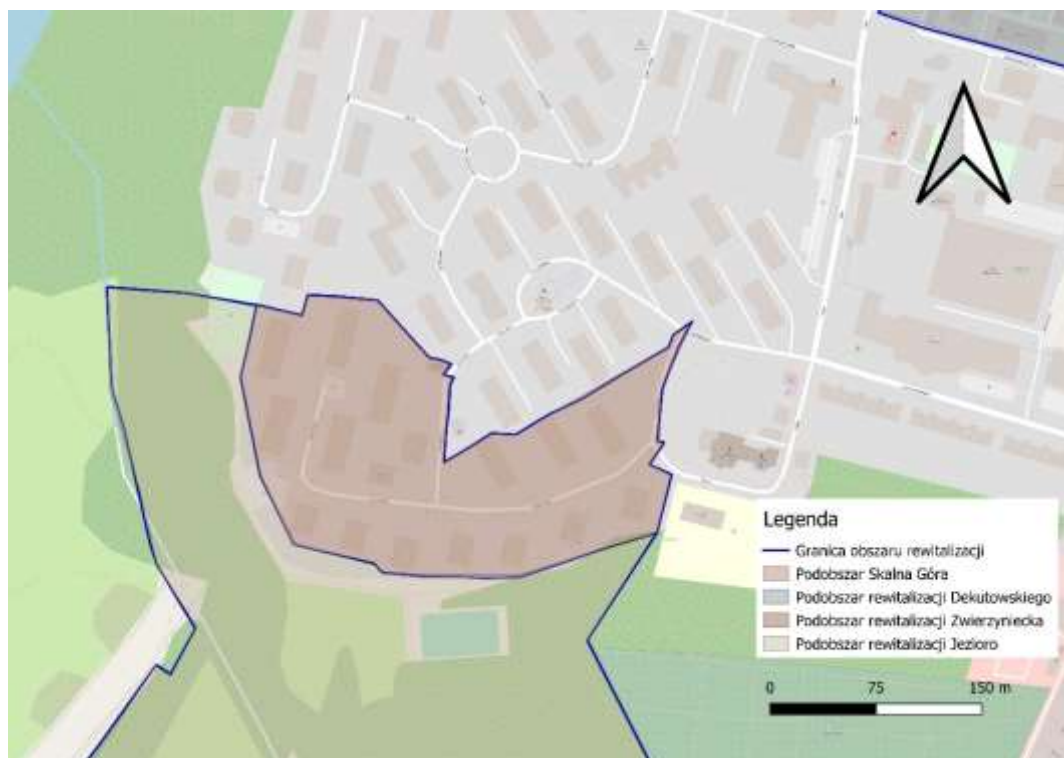 Legenda
Granica obszaru rewitalizacji
Podobszar Skalna Góra
Podobszar rewitalizacji Dekutowskiego
Podobszar rewitalizacji Zwierzyniecka
Podobszar rewitalizacji Jezioro
0 75 150 m